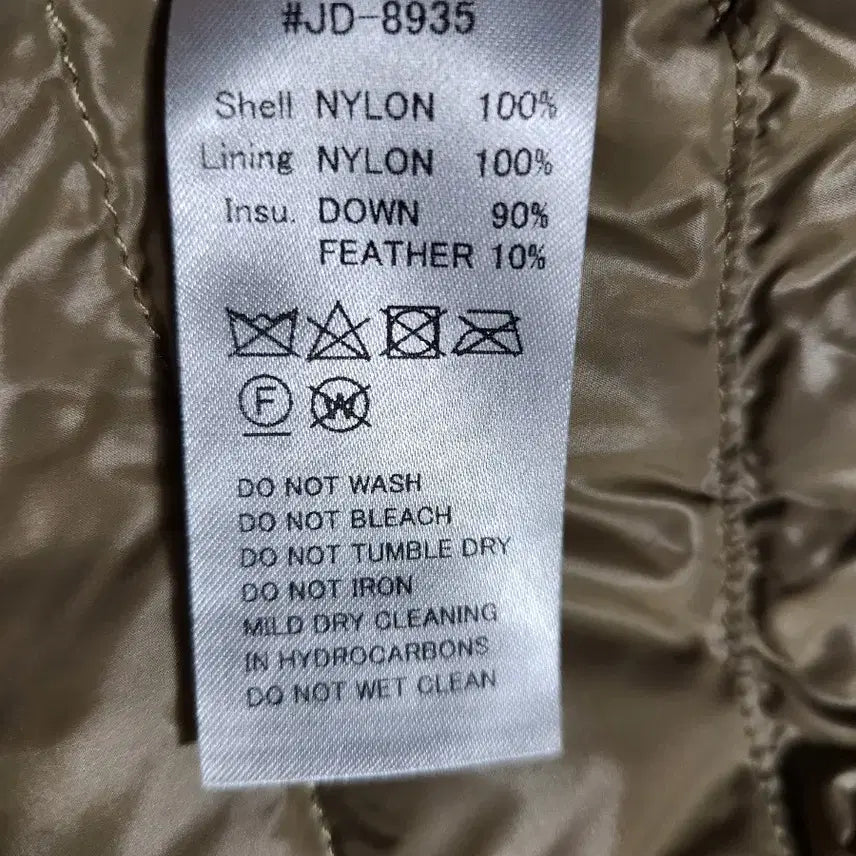 #JD-8935
Shell NYLON 100%
Lining NYLON 100%
Insu. DOWN 90%
FEATHER 10%
F W
DO NOT WASH
DO NOT BLEACH
DO NOT TUMBLE DRY
DO NOT IRON
MILD DRY CLEANING
IN HYDROCARBONS
DO NOT WET CLEAN